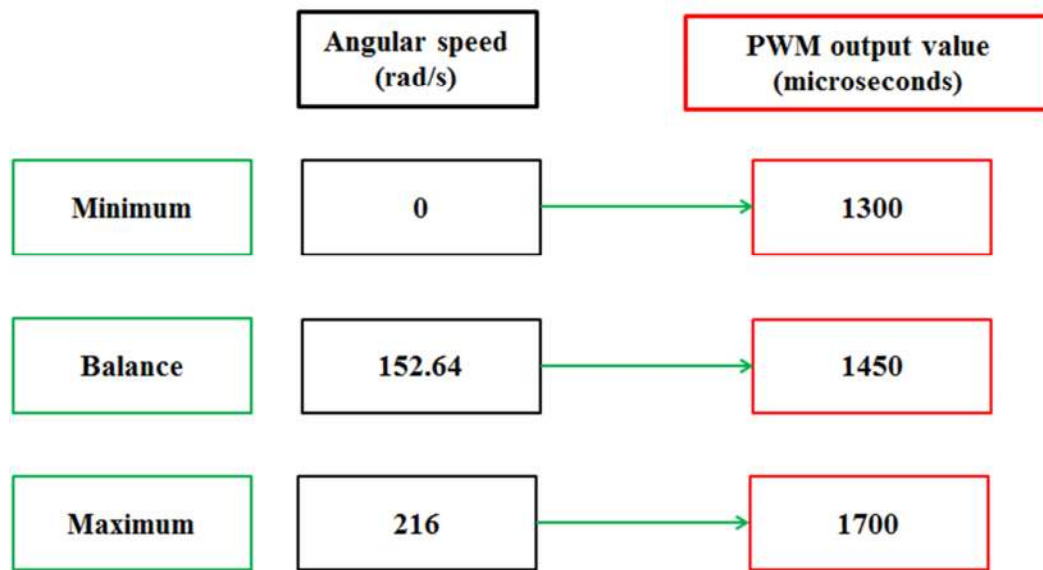 Angular speed
(rad/s)
PWM output value
(microseconds)
Minimum
0
1300
Balance
152.64
1450
Maximum
216
1700